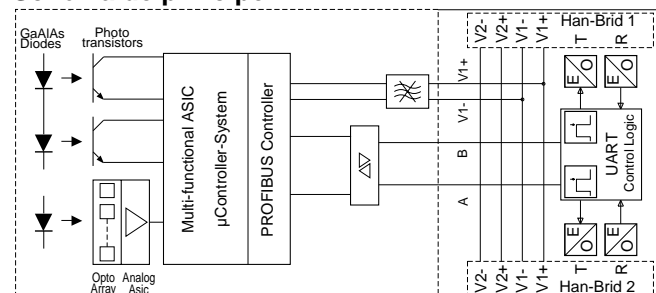 GaAlAs
Diodes
Photo
transistors
Multi-functional ASIC
µController-System
PROFIBUS Controller
Opto
Array
Analog
Asic
V1+
V1-
B
A
V2-
V2+
V1-
V1+
Han-Brid 1
T
R
E
O
E
O
UART
Control Logic
E
O
E
O
T
R
V2-
V2+
V1-
V1+
Han-Brid 2